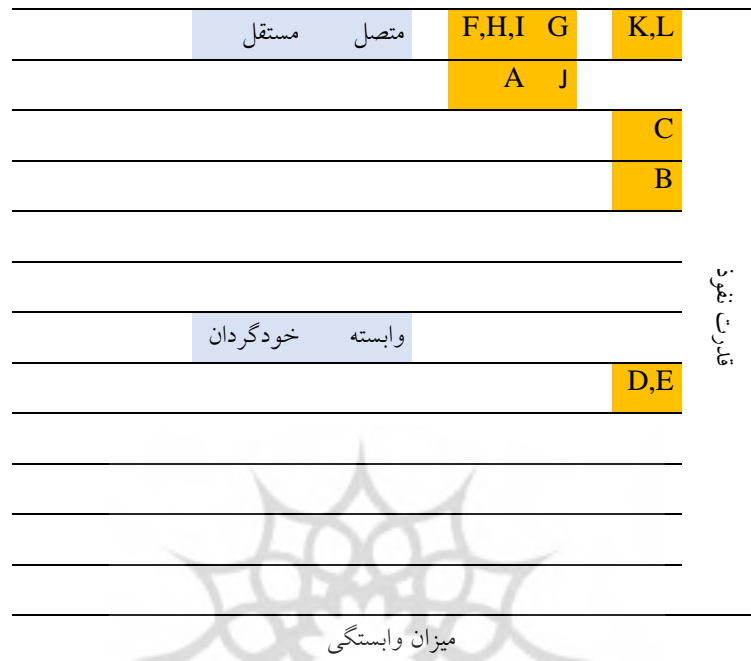 K,L G F,H,I متصل مستقل
J A
C
B
قدرت نفوذ
وابسته خودگردان
D,E
میزان وابستگی